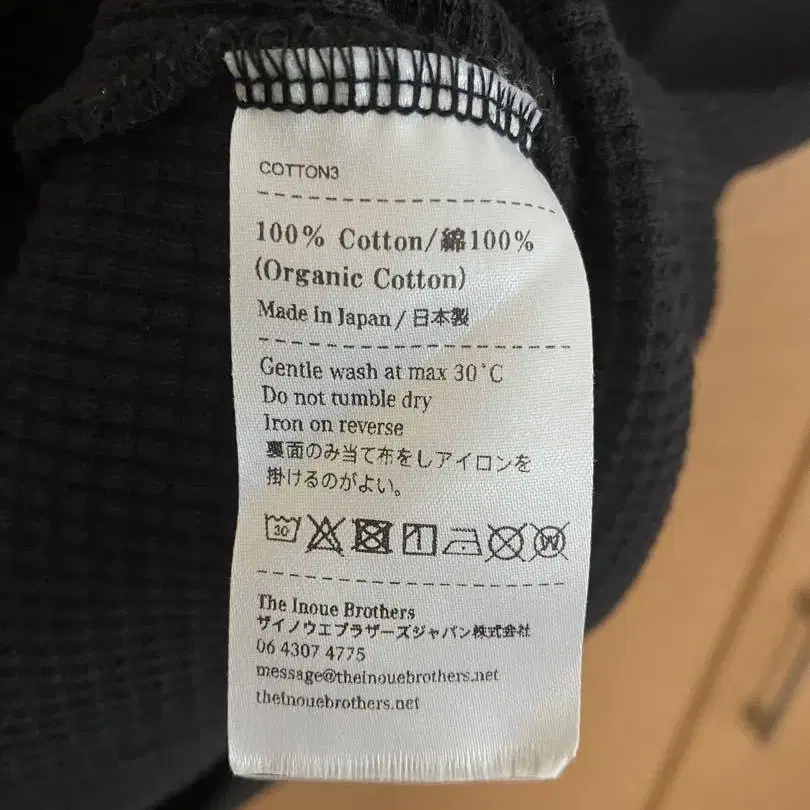 COTTON3
100% Cotton/綿100%
(Organic Cotton)
Made in Japan / 日本製
Gentle wash at max 30°C
Do not tumble dry
Iron on reverse
裏面のみ当て布をしアイロンを
掛けるのがよい。
30 W
The Inoue Brothers
ザイノウエブラザーズジャパン株式会社
06 4307 4775
message@theinouebrothers.net
theinouebrothers.net